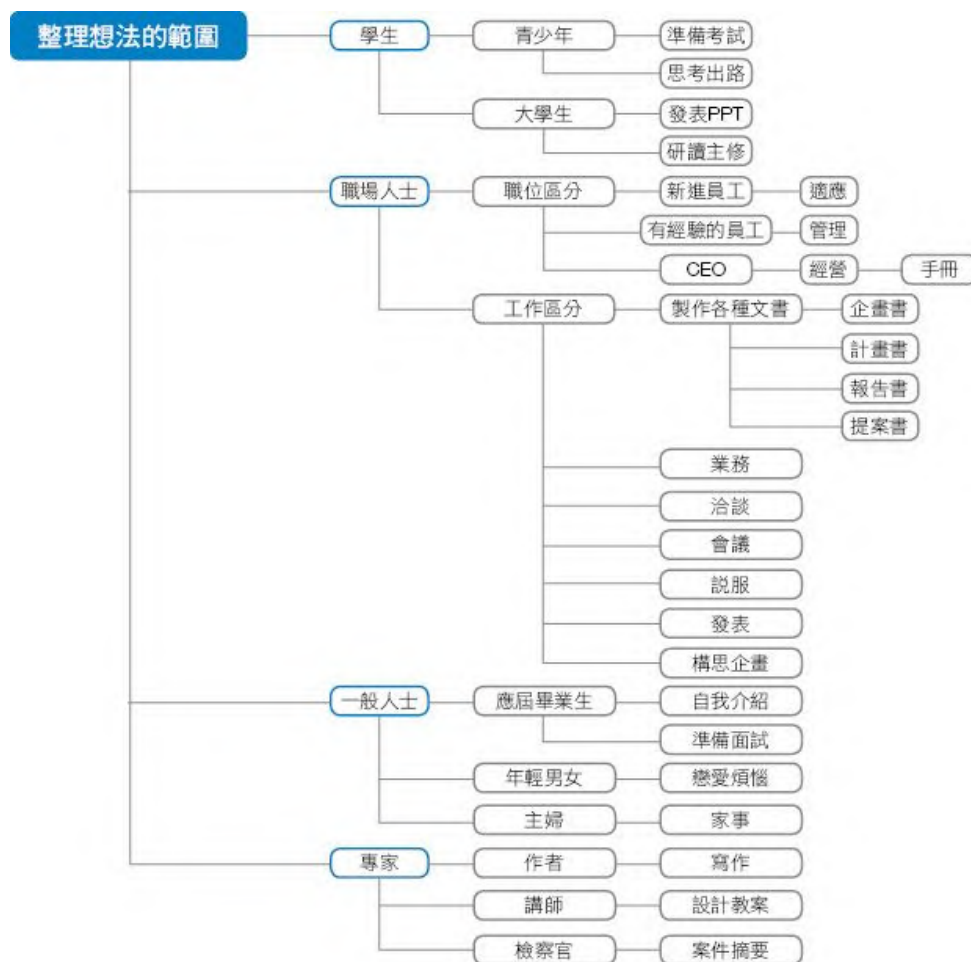 整理想法的範圍
學生
青少年
準備考試
思考出路
大學生
發表PPT
研讀主修
職場人士
職位區分
新進員工
適應
有經驗的員工
管理
CEO
經營
手冊
工作區分
製作各種文書
企畫書
計畫書
報告書
提案書
業務
洽談
會議
説服
發表
構思企畫
一般人士
應屆畢業生
自我介紹
準備面試
年輕男女
戀愛煩惱
主婦
家事
專家
作者
寫作
講師
設計教案
檢察官
案件摘要